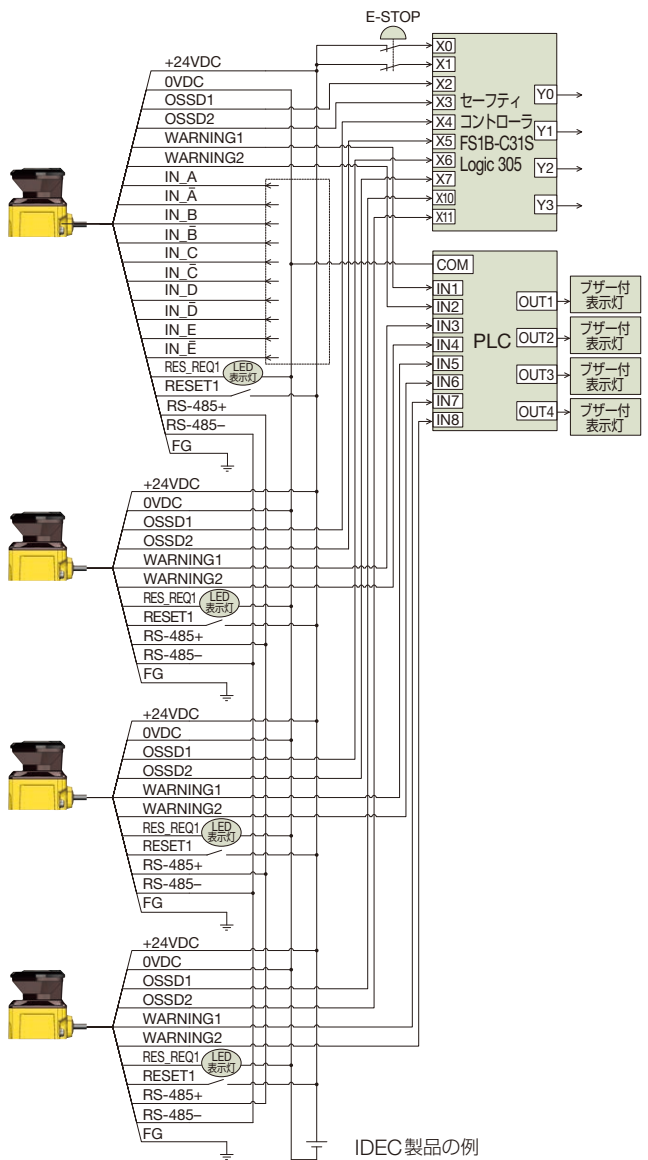 E-STOP
+24VDC
0VDC
OSSD1
OSSD2
WARNING1
WARNING2
IN_A
IN_Ā
IN_B
IN_B̄
IN_C
IN_C̄
IN_D
IN_D̄
IN_E
IN_Ē
RES_REQ1
LED
表示灯
RESET1
RS-485+
RS-485–
FG
X0
X1
X2
X3
X4
X5
X6
X7
X10
X11
セーフティ
コントローラ
FS1B-C31S
Logic 305
Y0
Y1
Y2
Y3
COM
IN1
IN2
IN3
IN4
IN5
IN6
IN7
IN8
PLC
OUT1
OUT2
OUT3
OUT4
ブザー付
表示灯
ブザー付
表示灯
ブザー付
表示灯
ブザー付
表示灯
+24VDC
0VDC
OSSD1
OSSD2
WARNING1
WARNING2
RES_REQ1
LED
表示灯
RESET1
RS-485+
RS-485–
FG
+24VDC
0VDC
OSSD1
OSSD2
WARNING1
WARNING2
RES_REQ1
LED
表示灯
RESET1
RS-485+
RS-485–
FG
+24VDC
0VDC
OSSD1
OSSD2
WARNING1
WARNING2
RES_REQ1
LED
表示灯
RESET1
RS-485+
RS-485–
FG
IDEC製品の例